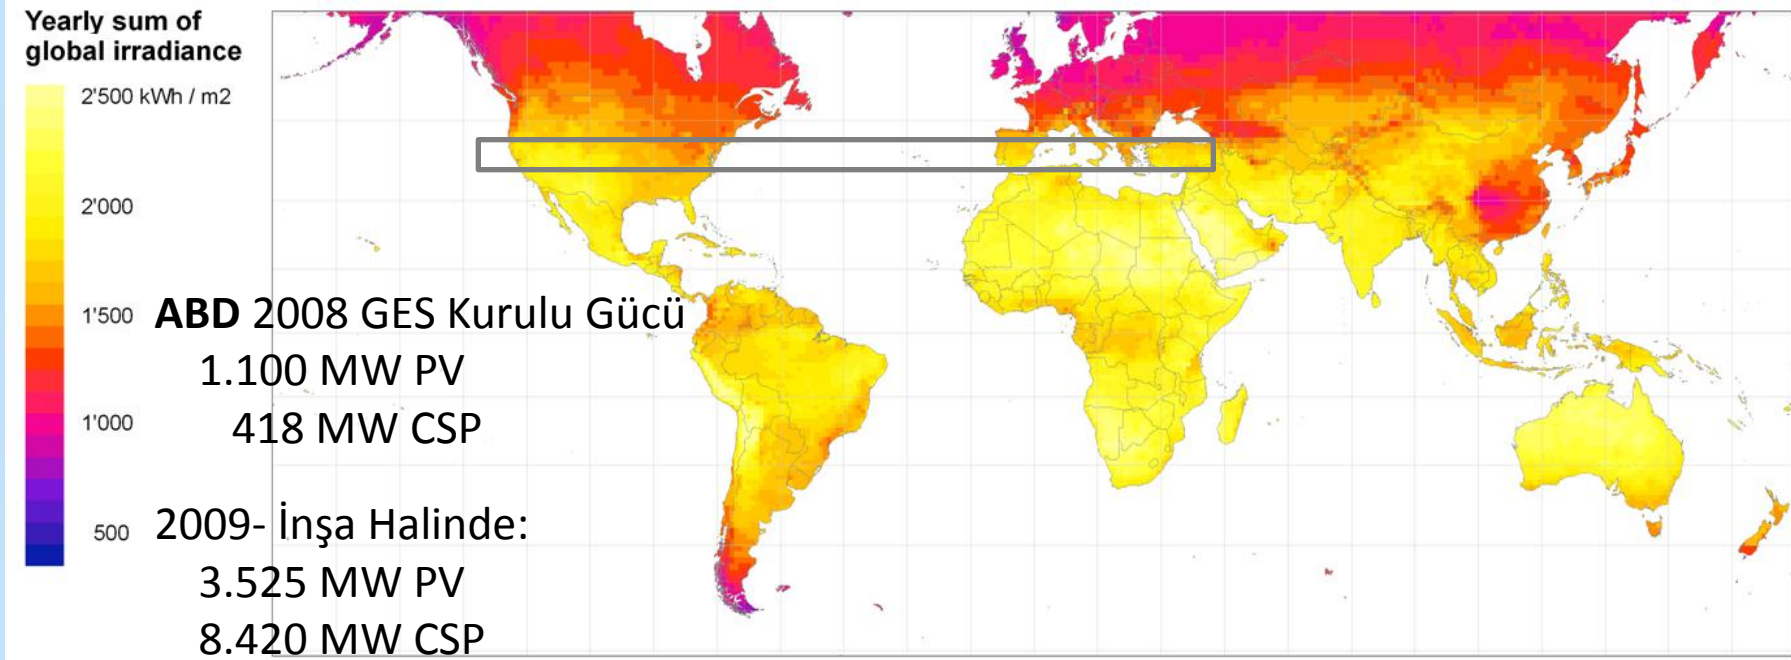 Yearly sum of
global irradiance
2'500 kWh / m2
2'000
1'500
1'000
500
ABD 2008 GES Kurulu Gücü
1.100 MW PV
418 MW CSP
2009- İnşa Halinde:
3.525 MW PV
8.420 MW CSP